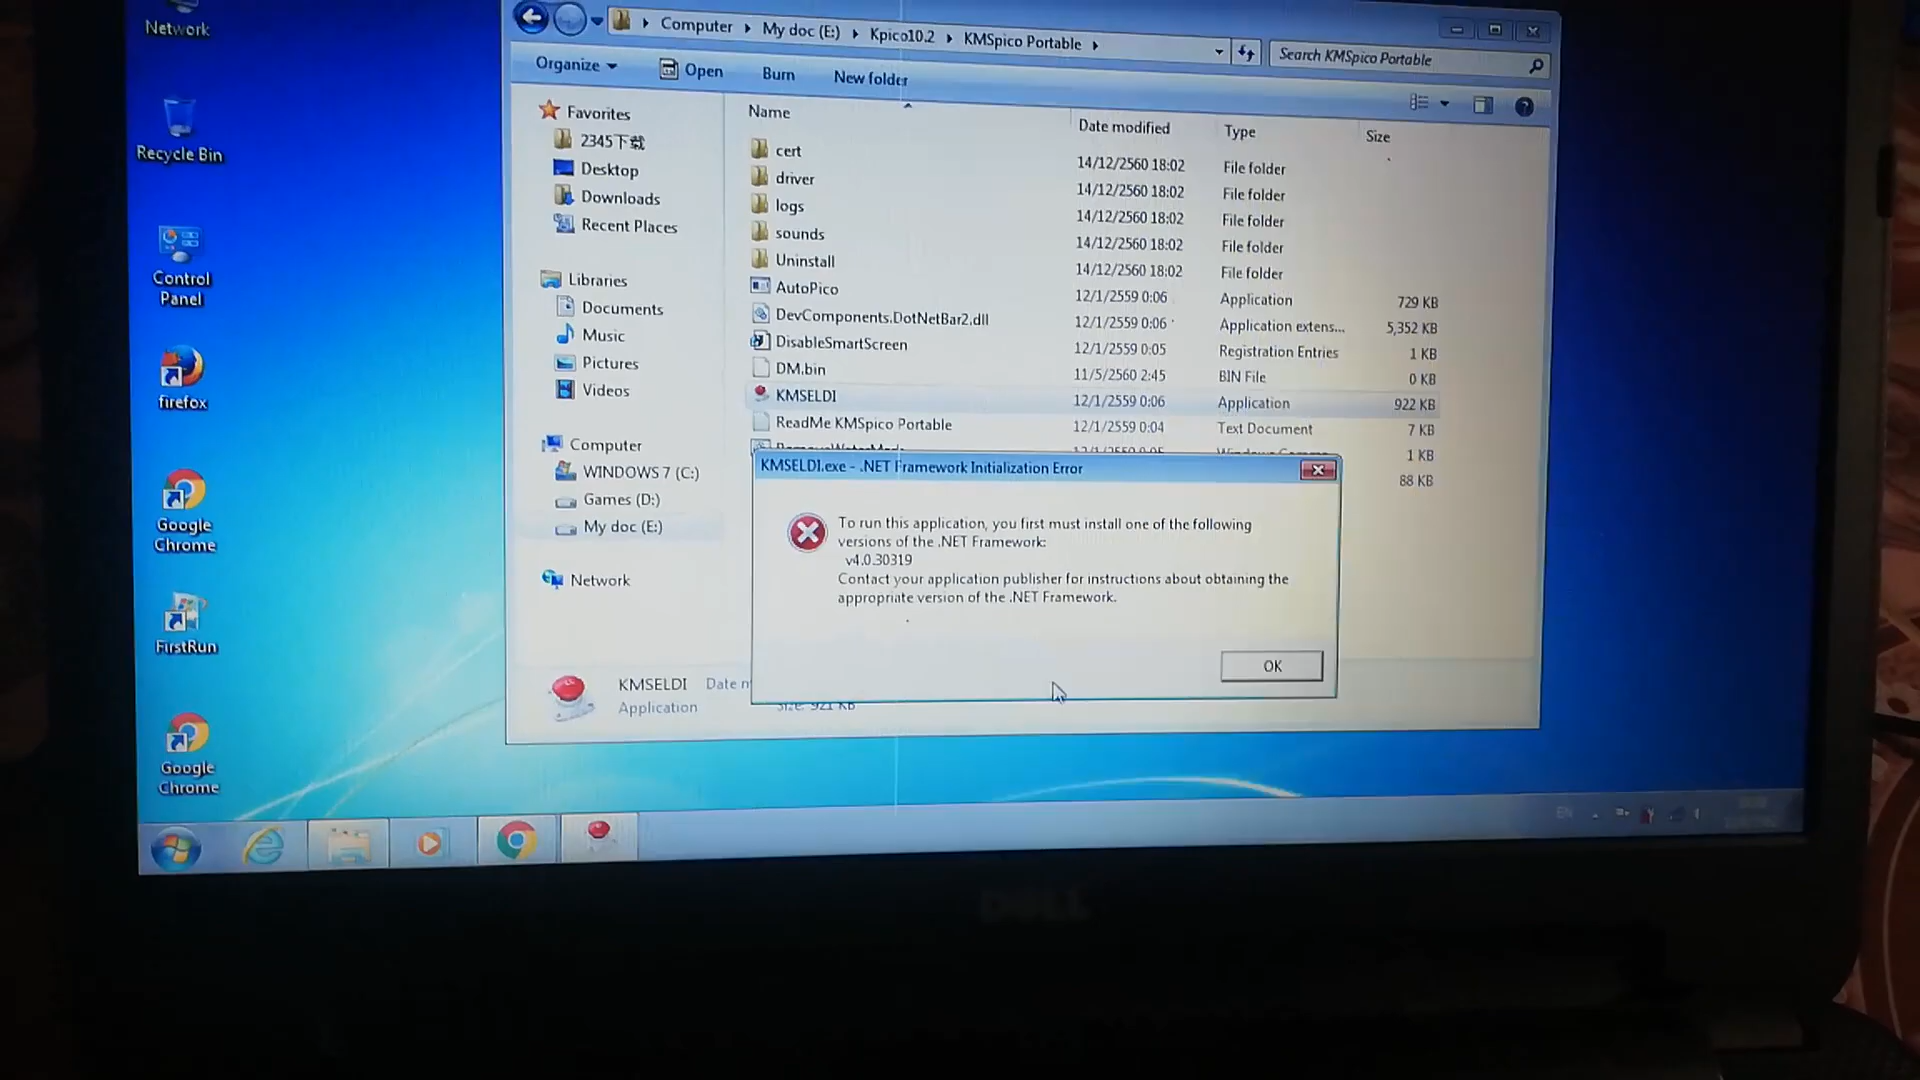 Network
Recycle Bin
Control
Panel
firefox
Google
Chrome
FirstRun
Google
Chrome
Computer
My doc (E:)
Kpico10.2
KMSpico Portable
Search KMSpico Portable
Organize
Open
Burn
New folder
Favorites
2345下载
Desktop
Downloads
Recent Places
Libraries
Documents
Music
Pictures
Videos
Computer
WINDOWS 7 (C:)
Games (D:)
My doc (E:)
Network
Name Date modified Type Size
cert 14/12/2560 18:02 File folder
driver 14/12/2560 18:02 File folder
logs 14/12/2560 18:02 File folder
sounds 14/12/2560 18:02 File folder
Uninstall 14/12/2560 18:02 File folder
AutoPico 12/1/2559 0:06 Application 729 KB
DevComponents.DotNetBar2.dll 12/1/2559 0:06 Application extens... 5,352 KB
DisableSmartScreen 12/1/2559 0:05 Registration Entries 1 KB
DM.bin 11/5/2560 2:45 BIN File 0 KB
KMSELDI 12/1/2559 0:06 Application 922 KB
ReadMe KMSpico Portable 12/1/2559 0:04 Text Document 7 KB
1 KB
88 KB
KMSELDI.exe - .NET Framework Initialization Error
To run this application, you first must install one of the following
versions of the .NET Framework:
v4.0.30319
Contact your application publisher for instructions about obtaining the
appropriate version of the .NET Framework.
OK
KMSELDI
Application
Size: 921 KB
EN
DELL